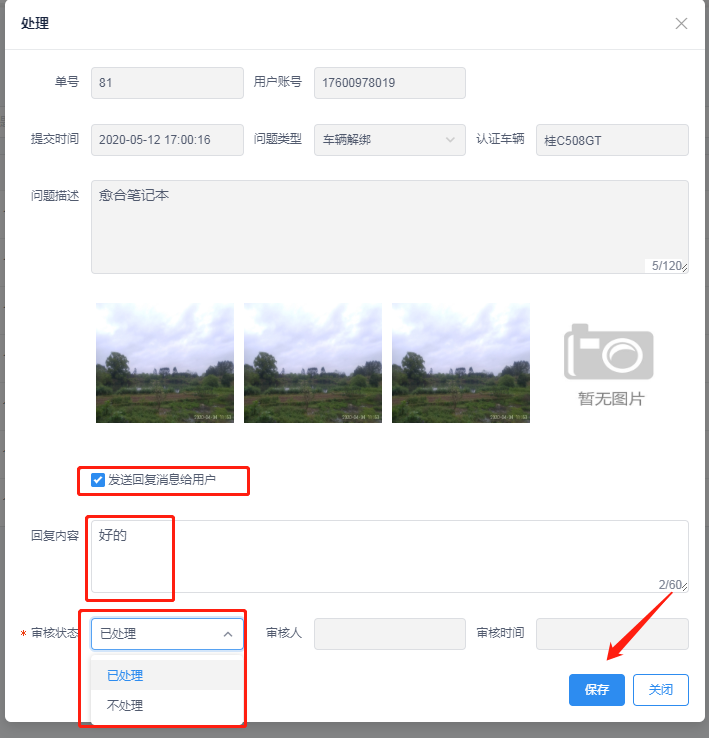 处理
单号 81 用户账号 17600978019
提交时间 2020-05-12 17:00:16 问题类型 车辆解绑 认证车辆 桂C508GT
问题描述 愈合笔记本
5/120
暂无图片
发送回复消息给用户
回复内容 好的
2/60
* 审核状态 已处理 审核人 审核时间
已处理
不处理
保存 关闭